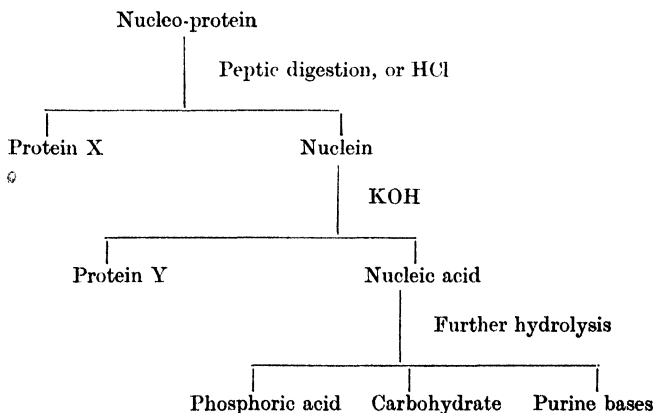 Nucleo-protein
Peptic digestion, or HCl
Protein X Nuclein
KOH
Protein Y Nucleic acid
Further hydrolysis
Phosphoric acid Carbohydrate Purine bases